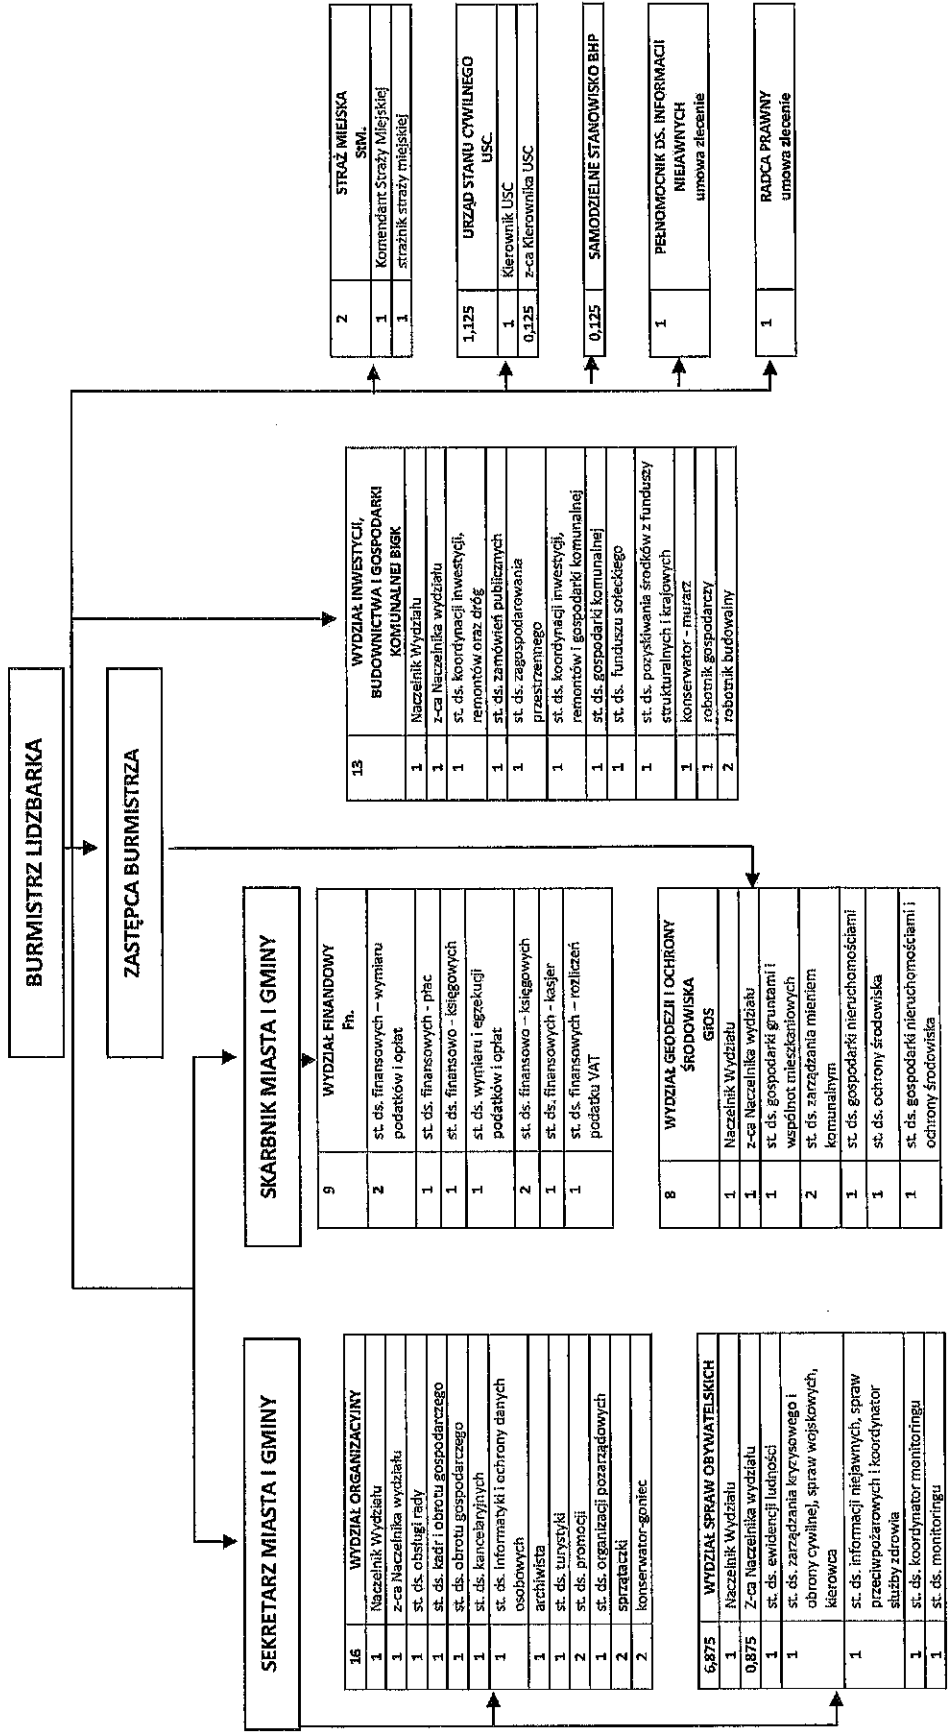 BURMISTRZ LIDZBARKA
ZASTĘPCA BURMISTRZA
SEKRETARZ MIASTA I GMINY
16 WYDZIAŁ ORGANIZACYJNY
1 Naczelnik Wydziału
1 z-ca Naczelnika wydziału
1 st. ds. obsługi rady
1 st. ds. kadr i obrotu gospodarczego
1 st. ds. obrotu gospodarczego
1 st. ds. kancelaryjnych
1 st. ds. informatyki i ochrony danych
osobowych
1 archiwista
1 st. ds. turystyki
2 st. ds. promocji
1 st. ds. organizacji pozarządowych
2 sprzątaczki
2 konserwator-goniec
6,875 WYDZIAŁ SPRAW OBYWATELSKICH
1 Naczelnik Wydziału
0,875 Z-ca Naczelnika wydziału
1 st. ds. ewidencji ludności
1 st. ds. zarządzania kryzysowego i
obrony cywilnej, spraw wojskowych,
kierowca
1 st. ds. informacji niejawnych, spraw
przeciwpożarowych i koordynator
służby zdrowia
1 st. ds. koordynator monitoringu
1 st. ds. monitoringu
SKARBNIK MIASTA I GMINY
9 WYDZIAŁ FINANDOWY
Fn.
2 st. ds. finansowych – wymiaru
podatków i opłat
1 st. ds. finansowych - płac
1 st. ds. finansowo - księgowych
1 st. ds. wymiaru i egzekucji
podatków i opłat
2 st. ds. finansowo – księgowych
1 st. ds. finansowych - kasjer
1 st. ds. finansowych – rozliczeń
podatku VAT
8 WYDZIAŁ GEODEZJI I OCHRONY
ŚRODOWISKA
GiOS
1 Naczelnik Wydziału
1 z-ca Naczelnika wydziału
1 st. ds. gospodarki gruntami i
wspólnot mieszkaniowych
2 st. ds. zarządzania mieniem
komunalnym
1 st. ds. gospodarki nieruchomościami
1 st. ds. ochrony środowiska
1 st. ds. gospodarki nieruchomościami i
ochrony środowiska
13 WYDZIAŁ INWESTYCJI,
BUDOWNICTWA I GOSPODARKI
KOMUNALNEJ BIGK
1 Naczelnik Wydziału
1 z-ca Naczelnika wydziału
1 st. ds. koordynacji inwestycji,
remontów oraz dróg
1 st. ds. zamówień publicznych
1 st. ds. zagospodarowania
przestrzennego
1 st. ds. koordynacji inwestycji,
remontów i gospodarki komunalnej
1 st. ds. gospodarki komunalnej
1 st. ds. funduszu sołeckiego
1 st. ds. pozyskiwania środków z funduszy
strukturalnych i krajowych
1 konserwator - murarz
1 robotnik gospodarczy
2 robotnik budowalny
2 STRAŻ MIEJSKA
StM.
1 Komendant Straży Miejskiej
1 strażnik straży miejskiej
1,125 URZĄD STANU CYWILNEGO
USC.
1 Kierownik USC
0,125 z-ca Kierownika USC
0,125 SAMODZIELNE STANOWISKO BHP
1 PEŁNOMOCNIK DS. INFORMACJI
NIEJAWNYCH
umowa zlecenie
1 RADCA PRAWNY
umowa zlecenie